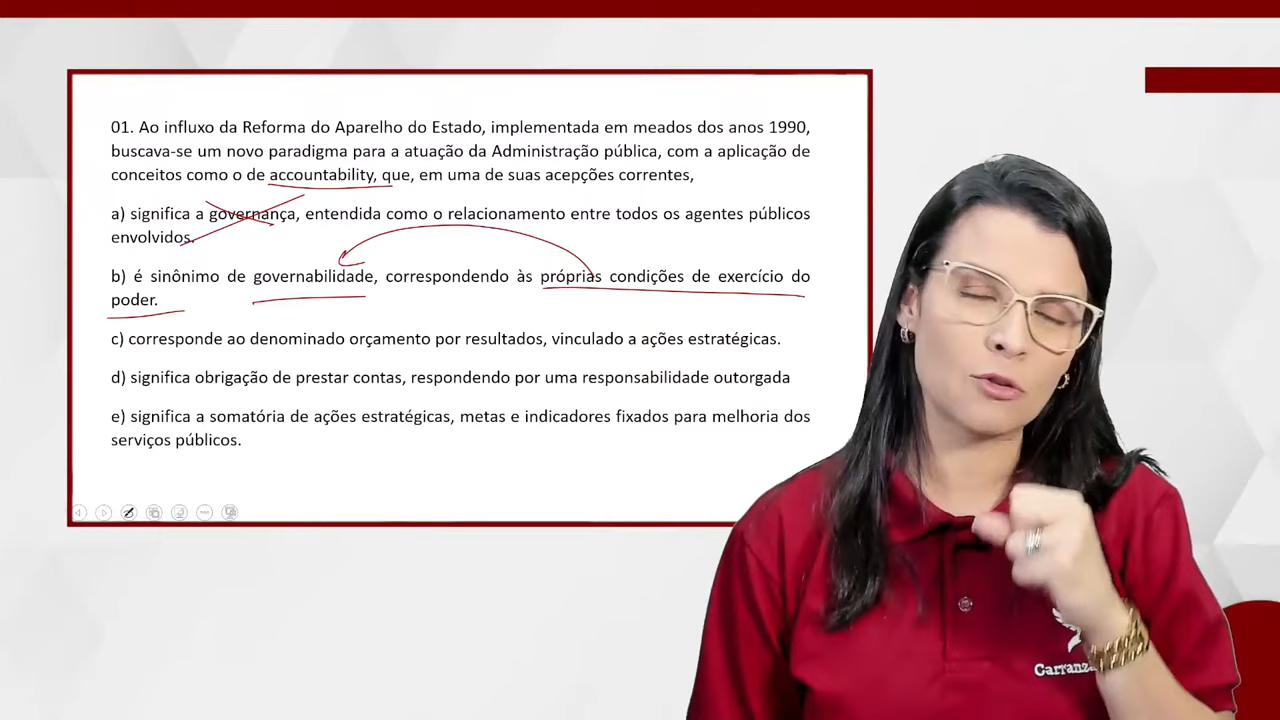 01. Ao influxo da Reforma do Aparelho do Estado, implementada em meados dos anos 1990,
buscava-se um novo paradigma para a atuação da Administração pública, com a aplicação de
conceitos como o de accountability, que, em uma de suas acepções correntes,
a) significa a governança, entendida como o relacionamento entre todos os agentes públicos
envolvidos.
b) é sinônimo de governabilidade, correspondendo às próprias condições de exercício do
poder.
c) corresponde ao denominado orçamento por resultados, vinculado a ações estratégicas.
d) significa obrigação de prestar contas, respondendo por uma responsabilidade outorgada
e) significa a somatória de ações estratégicas, metas e indicadores fixados para melhoria dos
serviços públicos.